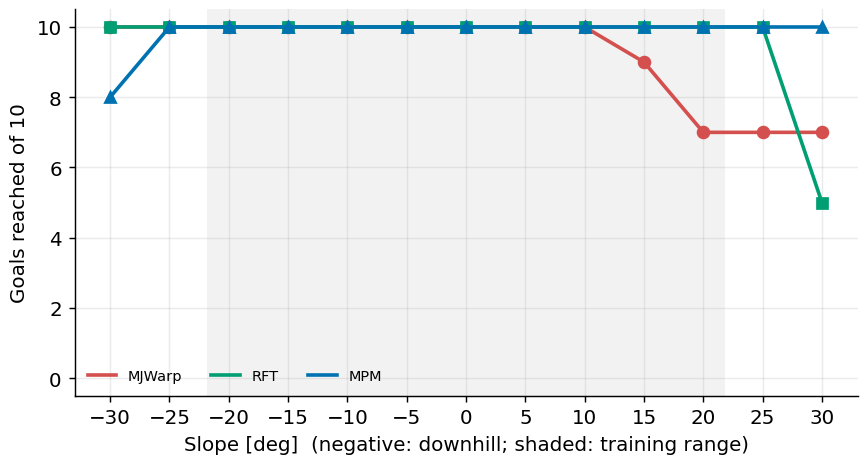 10
8
6
4
2
0
Goals reached of 10
MJWarp RFT MPM
−30 −25 −20 −15 −10 −5 0 5 10 15 20 25 30
Slope [deg]  (negative: downhill; shaded: training range)